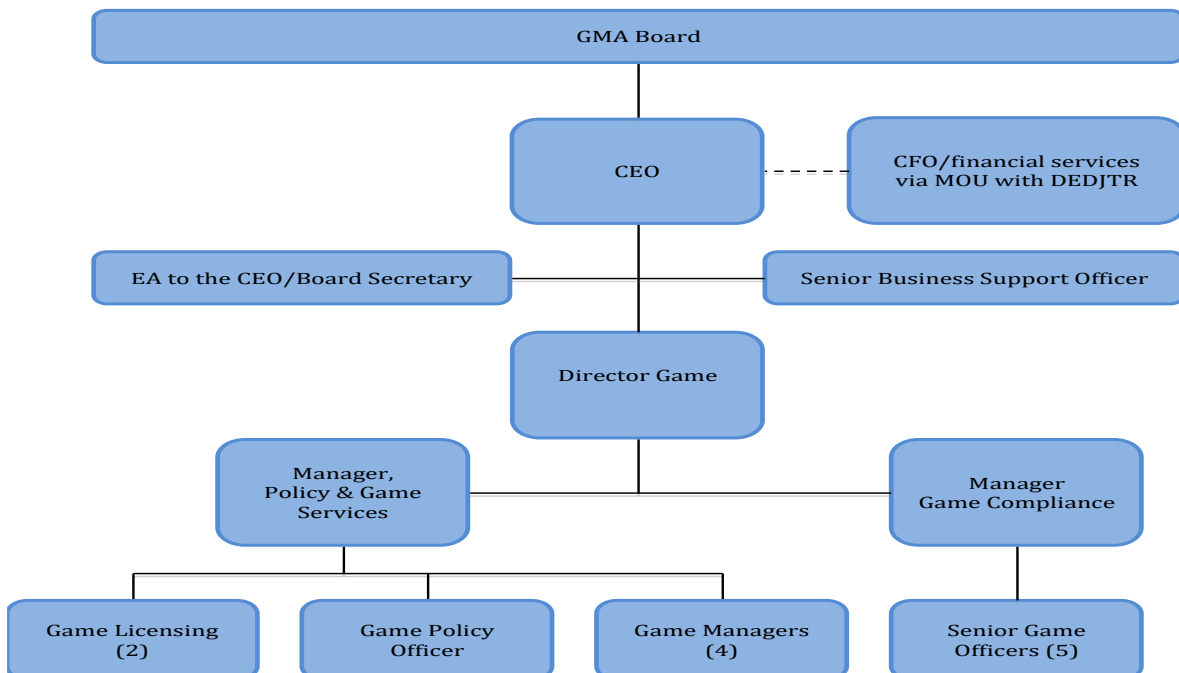 GMA Board
CEO
CFO/financial services
via MOU with DEDJTR
EA to the CEO/Board Secretary
Senior Business Support Officer
Director Game
Manager,
Policy & Game
Services
Manager
Game Compliance
Game Licensing
(2)
Game Policy
Officer
Game Managers
(4)
Senior Game
Officers (5)